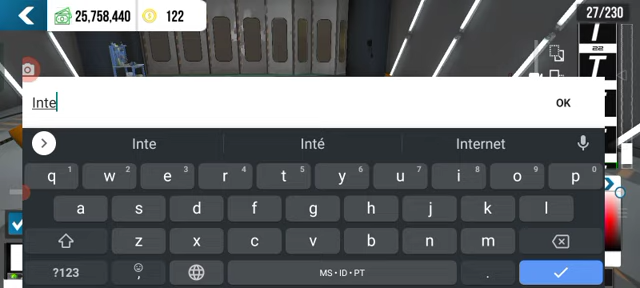 25,758,440 122 27/230
22
T
Inte OK
Inte Inté Internet
q 1 w 2 e 3 r 4 t 5 y 6 u 7 i 8 o 9 p 0
a s d f g h j k l
z x c v b n m
?123 , MS • ID • PT .